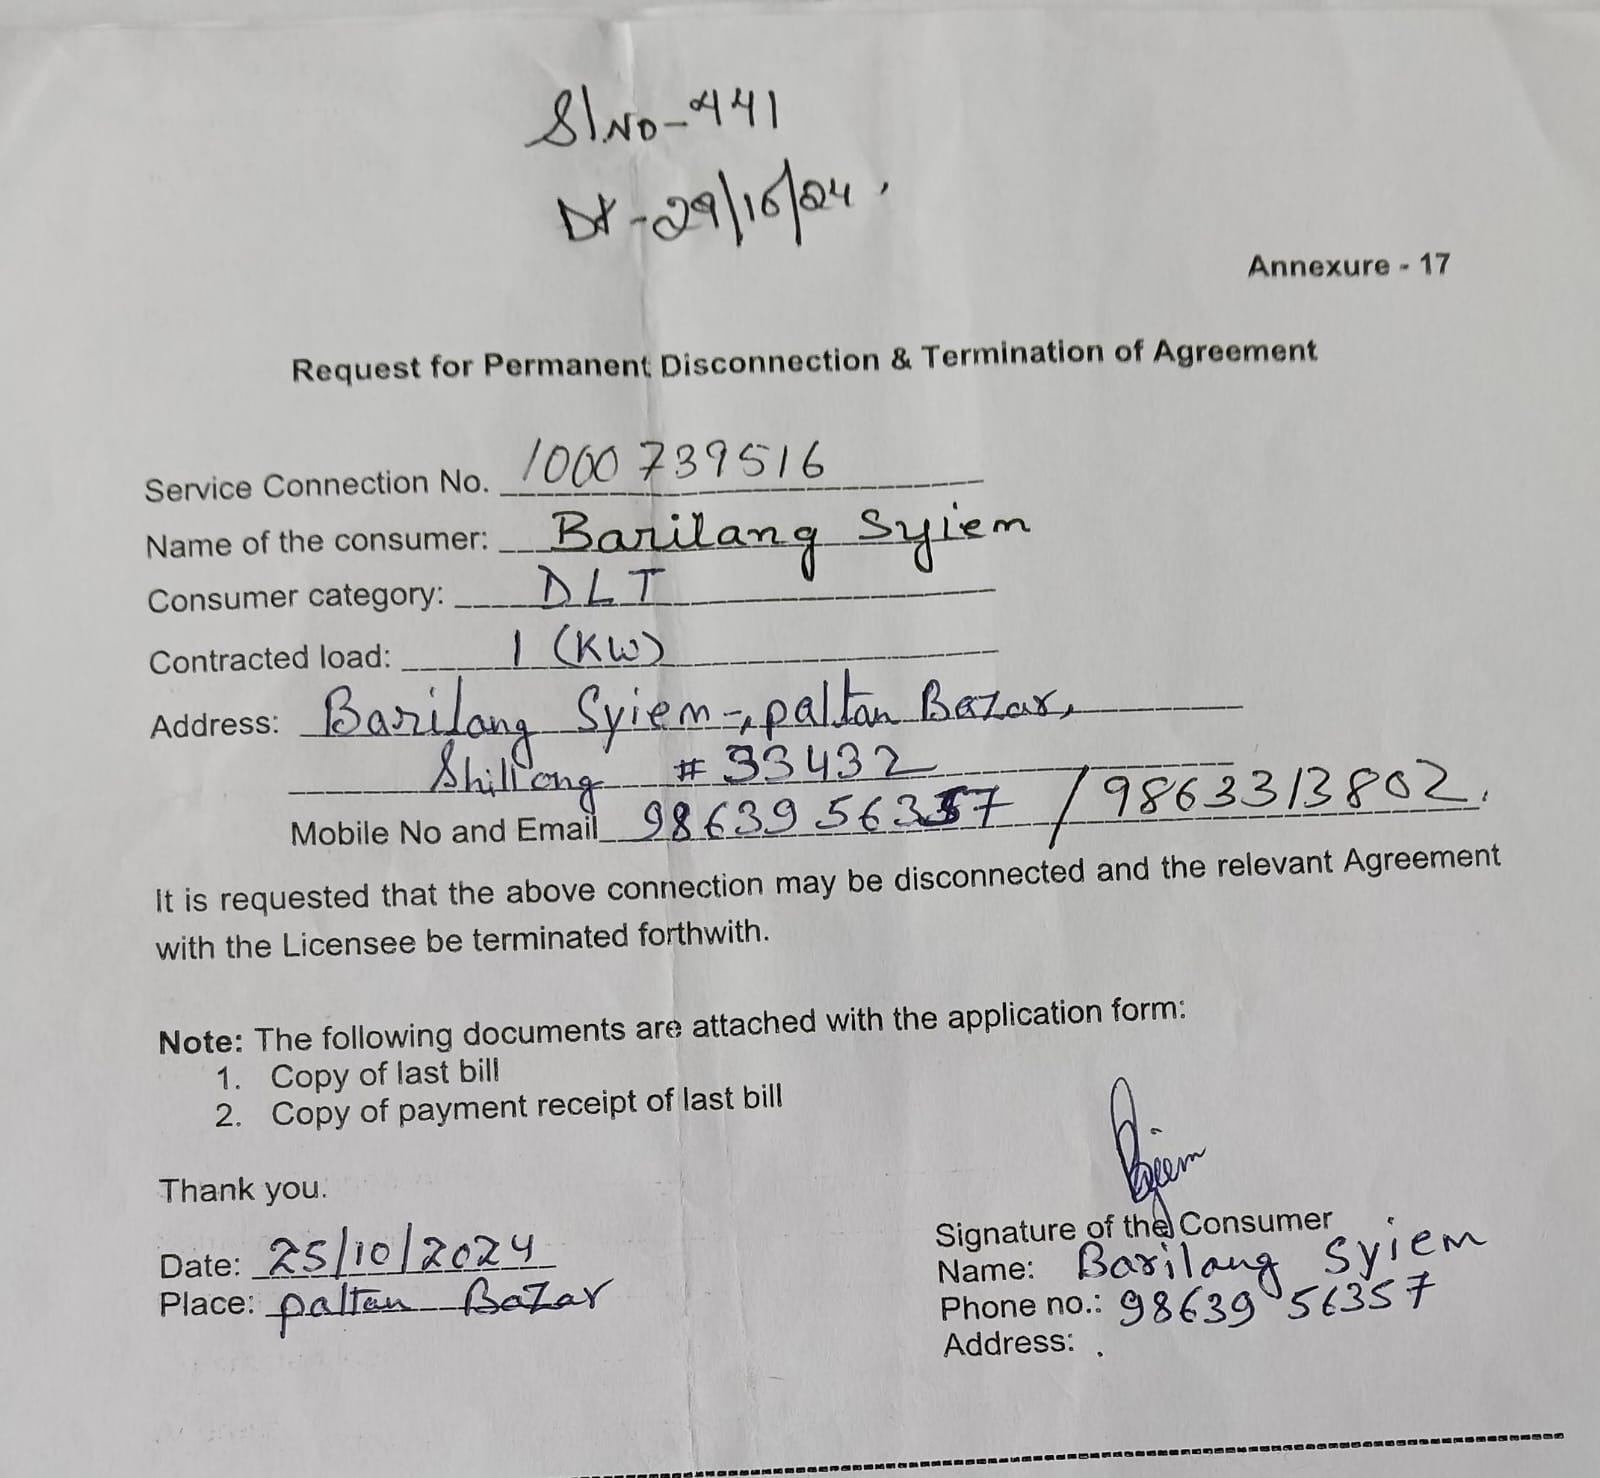 Sl.No-441
Dt-29/10/24.
Annexure - 17
Request for Permanent Disconnection & Termination of Agreement
Service Connection No. 1000739516
Name of the consumer: Barilang Syiem
Consumer category: DLT
Contracted load: 1 (KW)
Address: Barilang Syiem-, paltan Bazar,
Shillong # 33432
Mobile No and Email 9863956357 / 9863313802.
It is requested that the above connection may be disconnected and the relevant Agreement
with the Licensee be terminated forthwith.
Note: The following documents are attached with the application form:
1. Copy of last bill
2. Copy of payment receipt of last bill
Thank you.
Syiem
Signature of the Consumer
Date: 25/10/2024
Name: Barilang Syiem
Place: paltan Bazar
Phone no.: 9863956357
Address: .